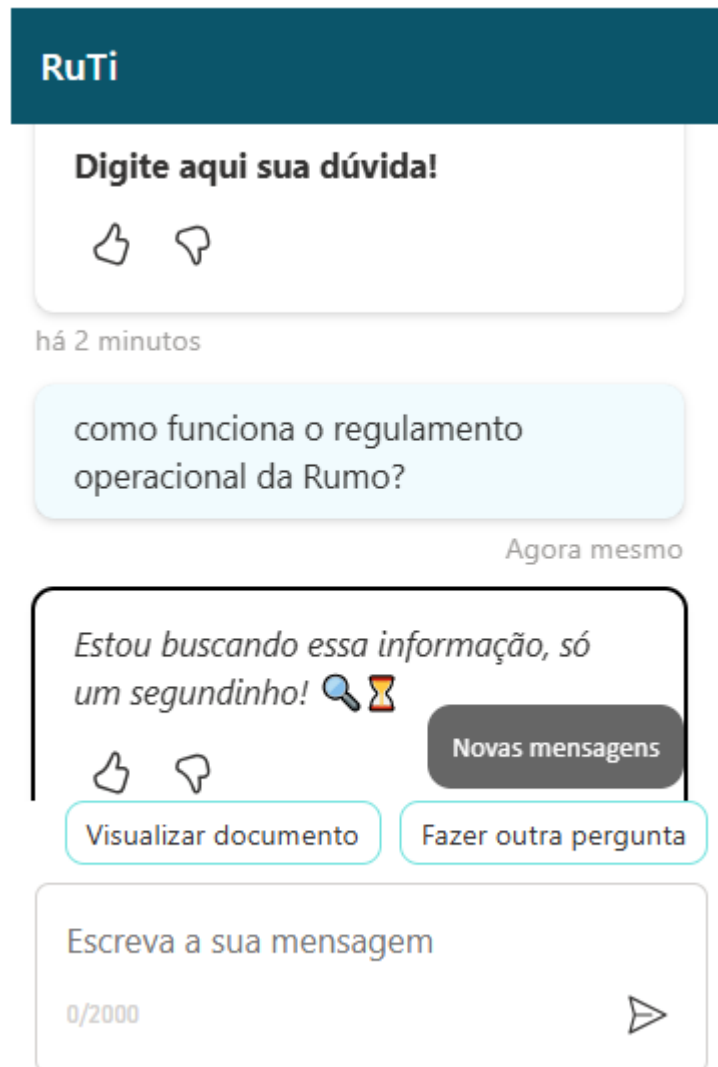 RuTi
Digite aqui sua dúvida!
há 2 minutos
como funciona o regulamento
operacional da Rumo?
Agora mesmo
Estou buscando essa informação, só
um segundinho! 🔍⏳
Novas mensagens
Visualizar documento
Fazer outra pergunta
Escreva a sua mensagem
0/2000